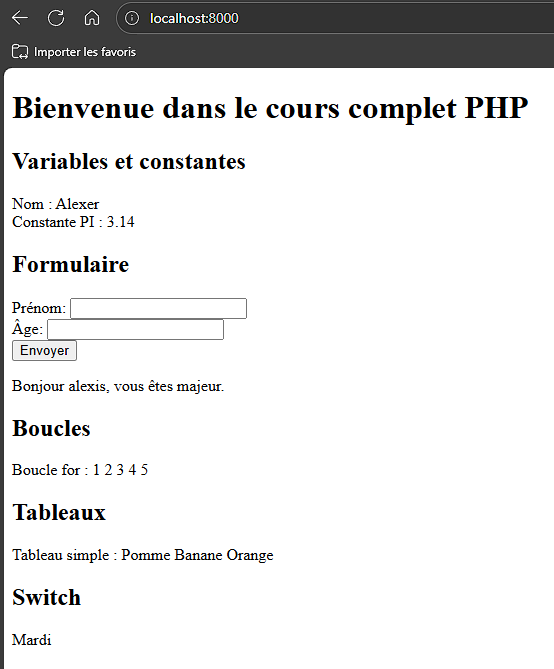 localhost:8000
Importer les favoris
Bienvenue dans le cours complet PHP
Variables et constantes
Nom : Alexer
Constante PI : 3.14
Formulaire
Prénom:
Âge:
Envoyer
Bonjour alexis, vous êtes majeur.
Boucles
Boucle for : 1 2 3 4 5
Tableaux
Tableau simple : Pomme Banane Orange
Switch
Mardi